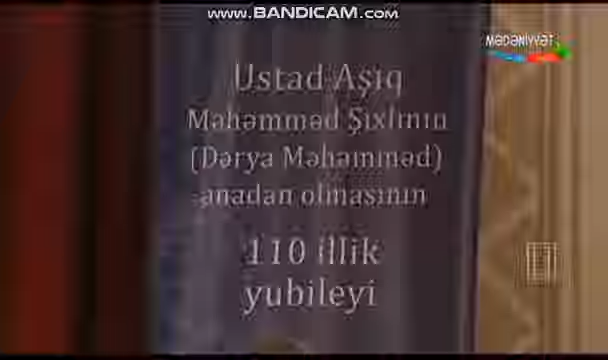 www.BANDICAM.com
MƏDƏNİYYƏT
Ustad Aşıq
Məhəmməd Şıxlının
(Dərya Məhəmməd)
anadan olmasının
110 illik
yubileyi